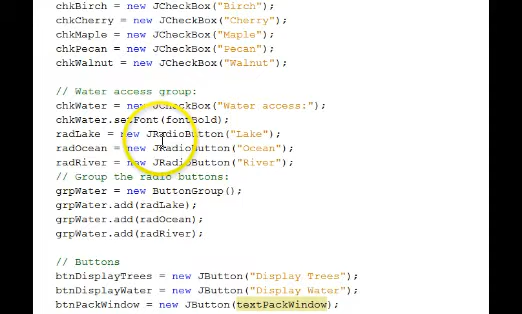 chkBirch = new JCheckBox("Birch");
chkCherry = new JCheckBox("Cherry");
chkMaple = new JCheckBox("Maple");
chkPecan = new JCheckBox("Pecan");
chkWalnut = new JCheckBox("Walnut");
// Water access group:
chkWater = new JCheckBox("Water access:");
chkWater.setFont(fontBold);
radLake = new JRadioButton("Lake");
radOcean = new JRadioButton("Ocean");
radRiver = new JRadioButton("River");
// Group the radio buttons:
grpWater = new ButtonGroup();
grpWater.add(radLake);
grpWater.add(radOcean);
grpWater.add(radRiver);
// Buttons
btnDisplayTrees = new JButton("Display Trees");
btnDisplayWater = new JButton("Display Water");
btnPackWindow = new JButton(textPackWindow);